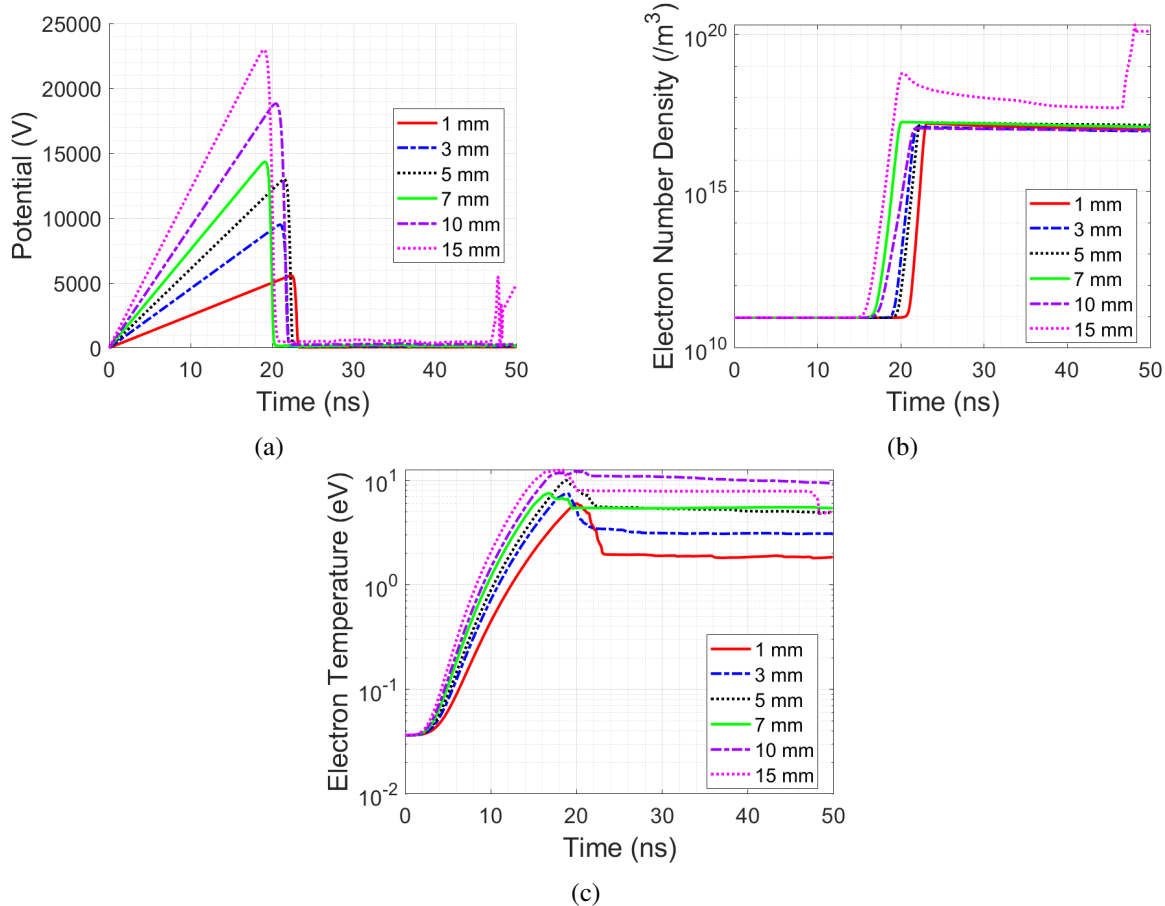 25000
20000
15000
10000
5000
0
Potential (V)
0 10 20 30 40 50
Time (ns)
1 mm
3 mm
5 mm
7 mm
10 mm
15 mm
(a)
10^20
10^15
10^10
Electron Number Density (/m^3)
0 10 20 30 40 50
Time (ns)
1 mm
3 mm
5 mm
7 mm
10 mm
15 mm
(b)
10^1
10^0
10^-1
10^-2
Electron Temperature (eV)
0 10 20 30 40 50
Time (ns)
1 mm
3 mm
5 mm
7 mm
10 mm
15 mm
(c)